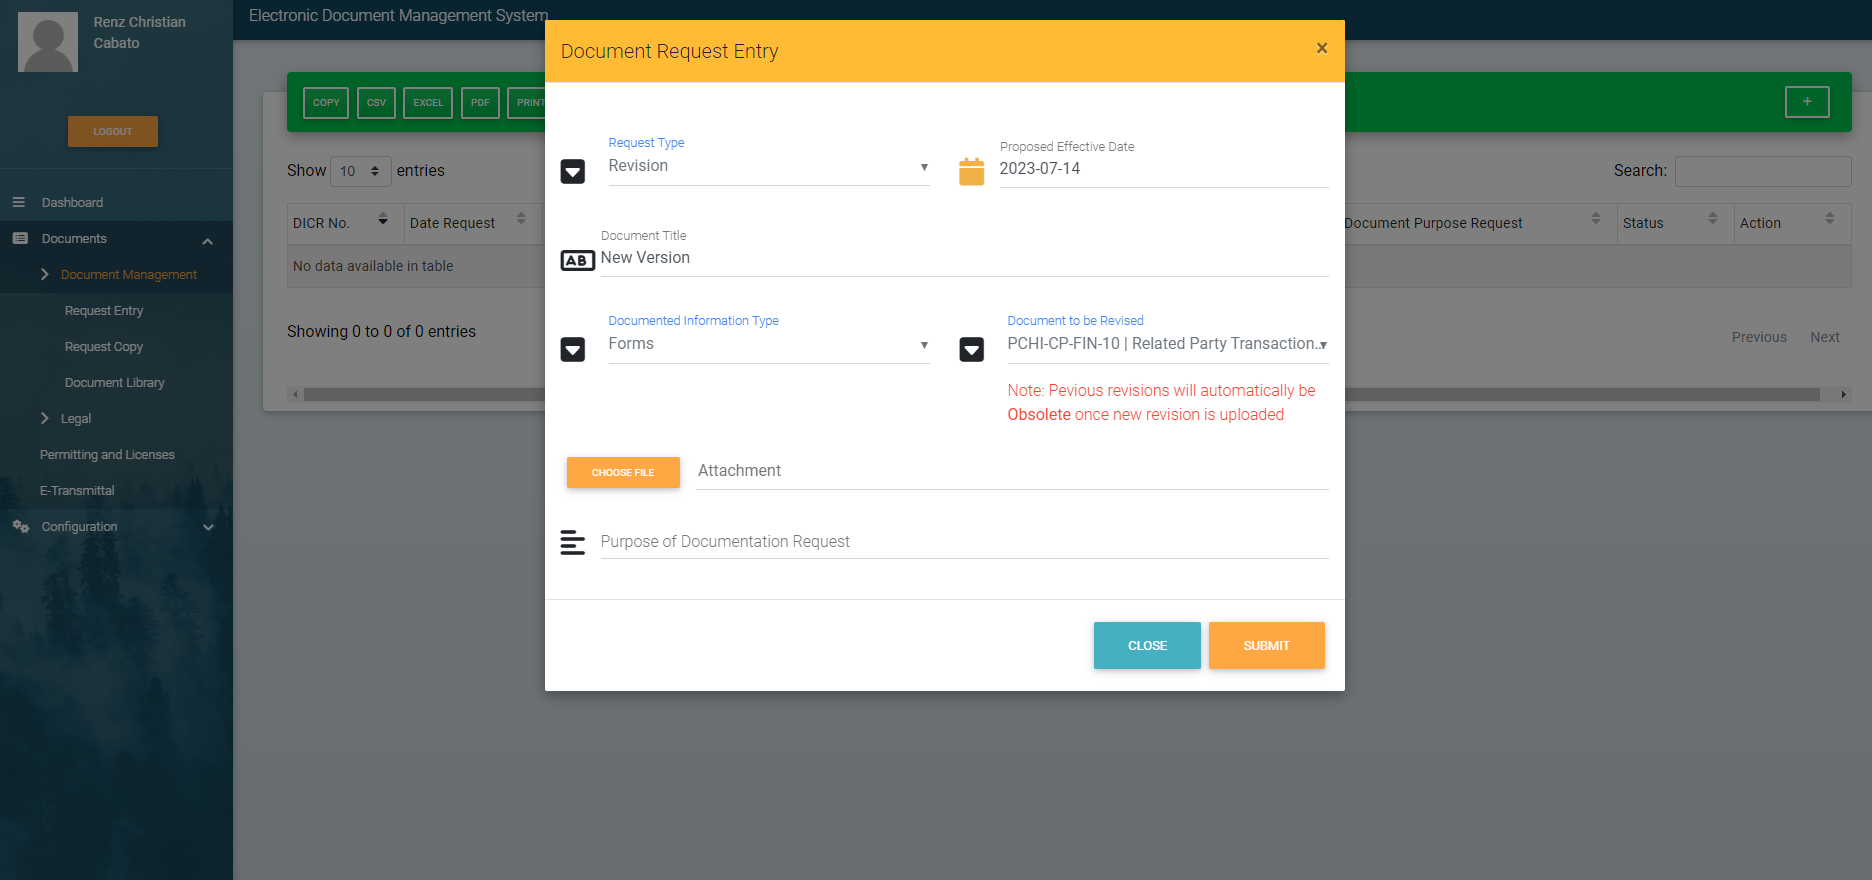 Renz Christian
Cabato
LOGOUT
Dashboard
Documents
Document Management
Request Entry
Request Copy
Document Library
Legal
Permitting and Licenses
E-Transmittal
Configuration
Electronic Document Management System
COPY
CSV
EXCEL
PDF
PRINT
+
Show 10 entries
Search:
DICR No.
Date Request
Document Purpose Request
Status
Action
No data available in table
Showing 0 to 0 of 0 entries
Previous
Next
Document Request Entry
×
Request Type
Revision
Proposed Effective Date
2023-07-14
Document Title
AB
New Version
Documented Information Type
Forms
Document to be Revised
PCHI-CP-FIN-10 | Related Party Transaction..
Note: Pevious revisions will automatically be
Obsolete once new revision is uploaded
CHOOSE FILE
Attachment
Purpose of Documentation Request
CLOSE
SUBMIT